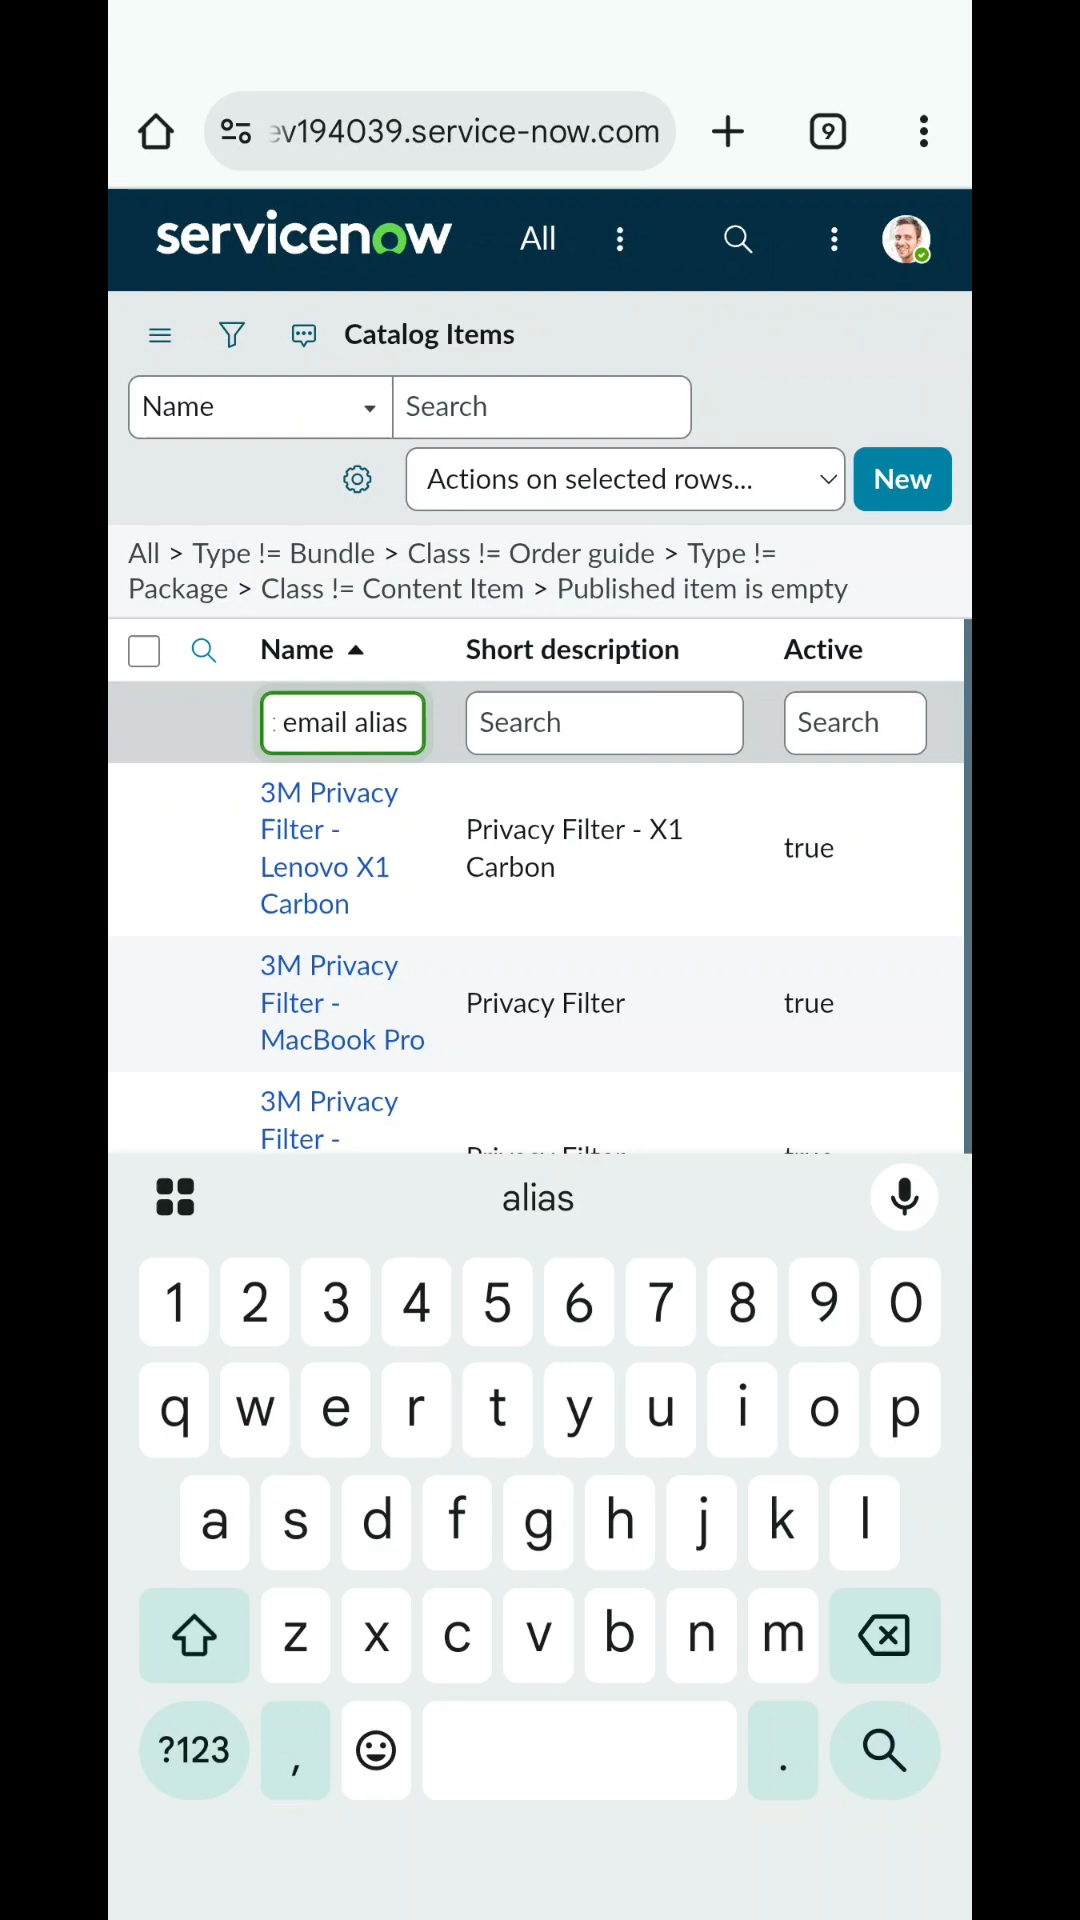 ev194039.service-now.com
9
servicenow
All
Catalog Items
Name
Search
Actions on selected rows...
New
All > Type != Bundle > Class != Order guide > Type !=
Package > Class != Content Item > Published item is empty
Name
Short description
Active
email alias
Search
Search
3M Privacy
Filter -
Lenovo X1
Carbon
Privacy Filter - X1
Carbon
true
3M Privacy
Filter -
MacBook Pro
Privacy Filter
true
3M Privacy
Filter -
alias
1 2 3 4 5 6 7 8 9 0
q w e r t y u i o p
a s d f g h j k l
z x c v b n m
?123 , .